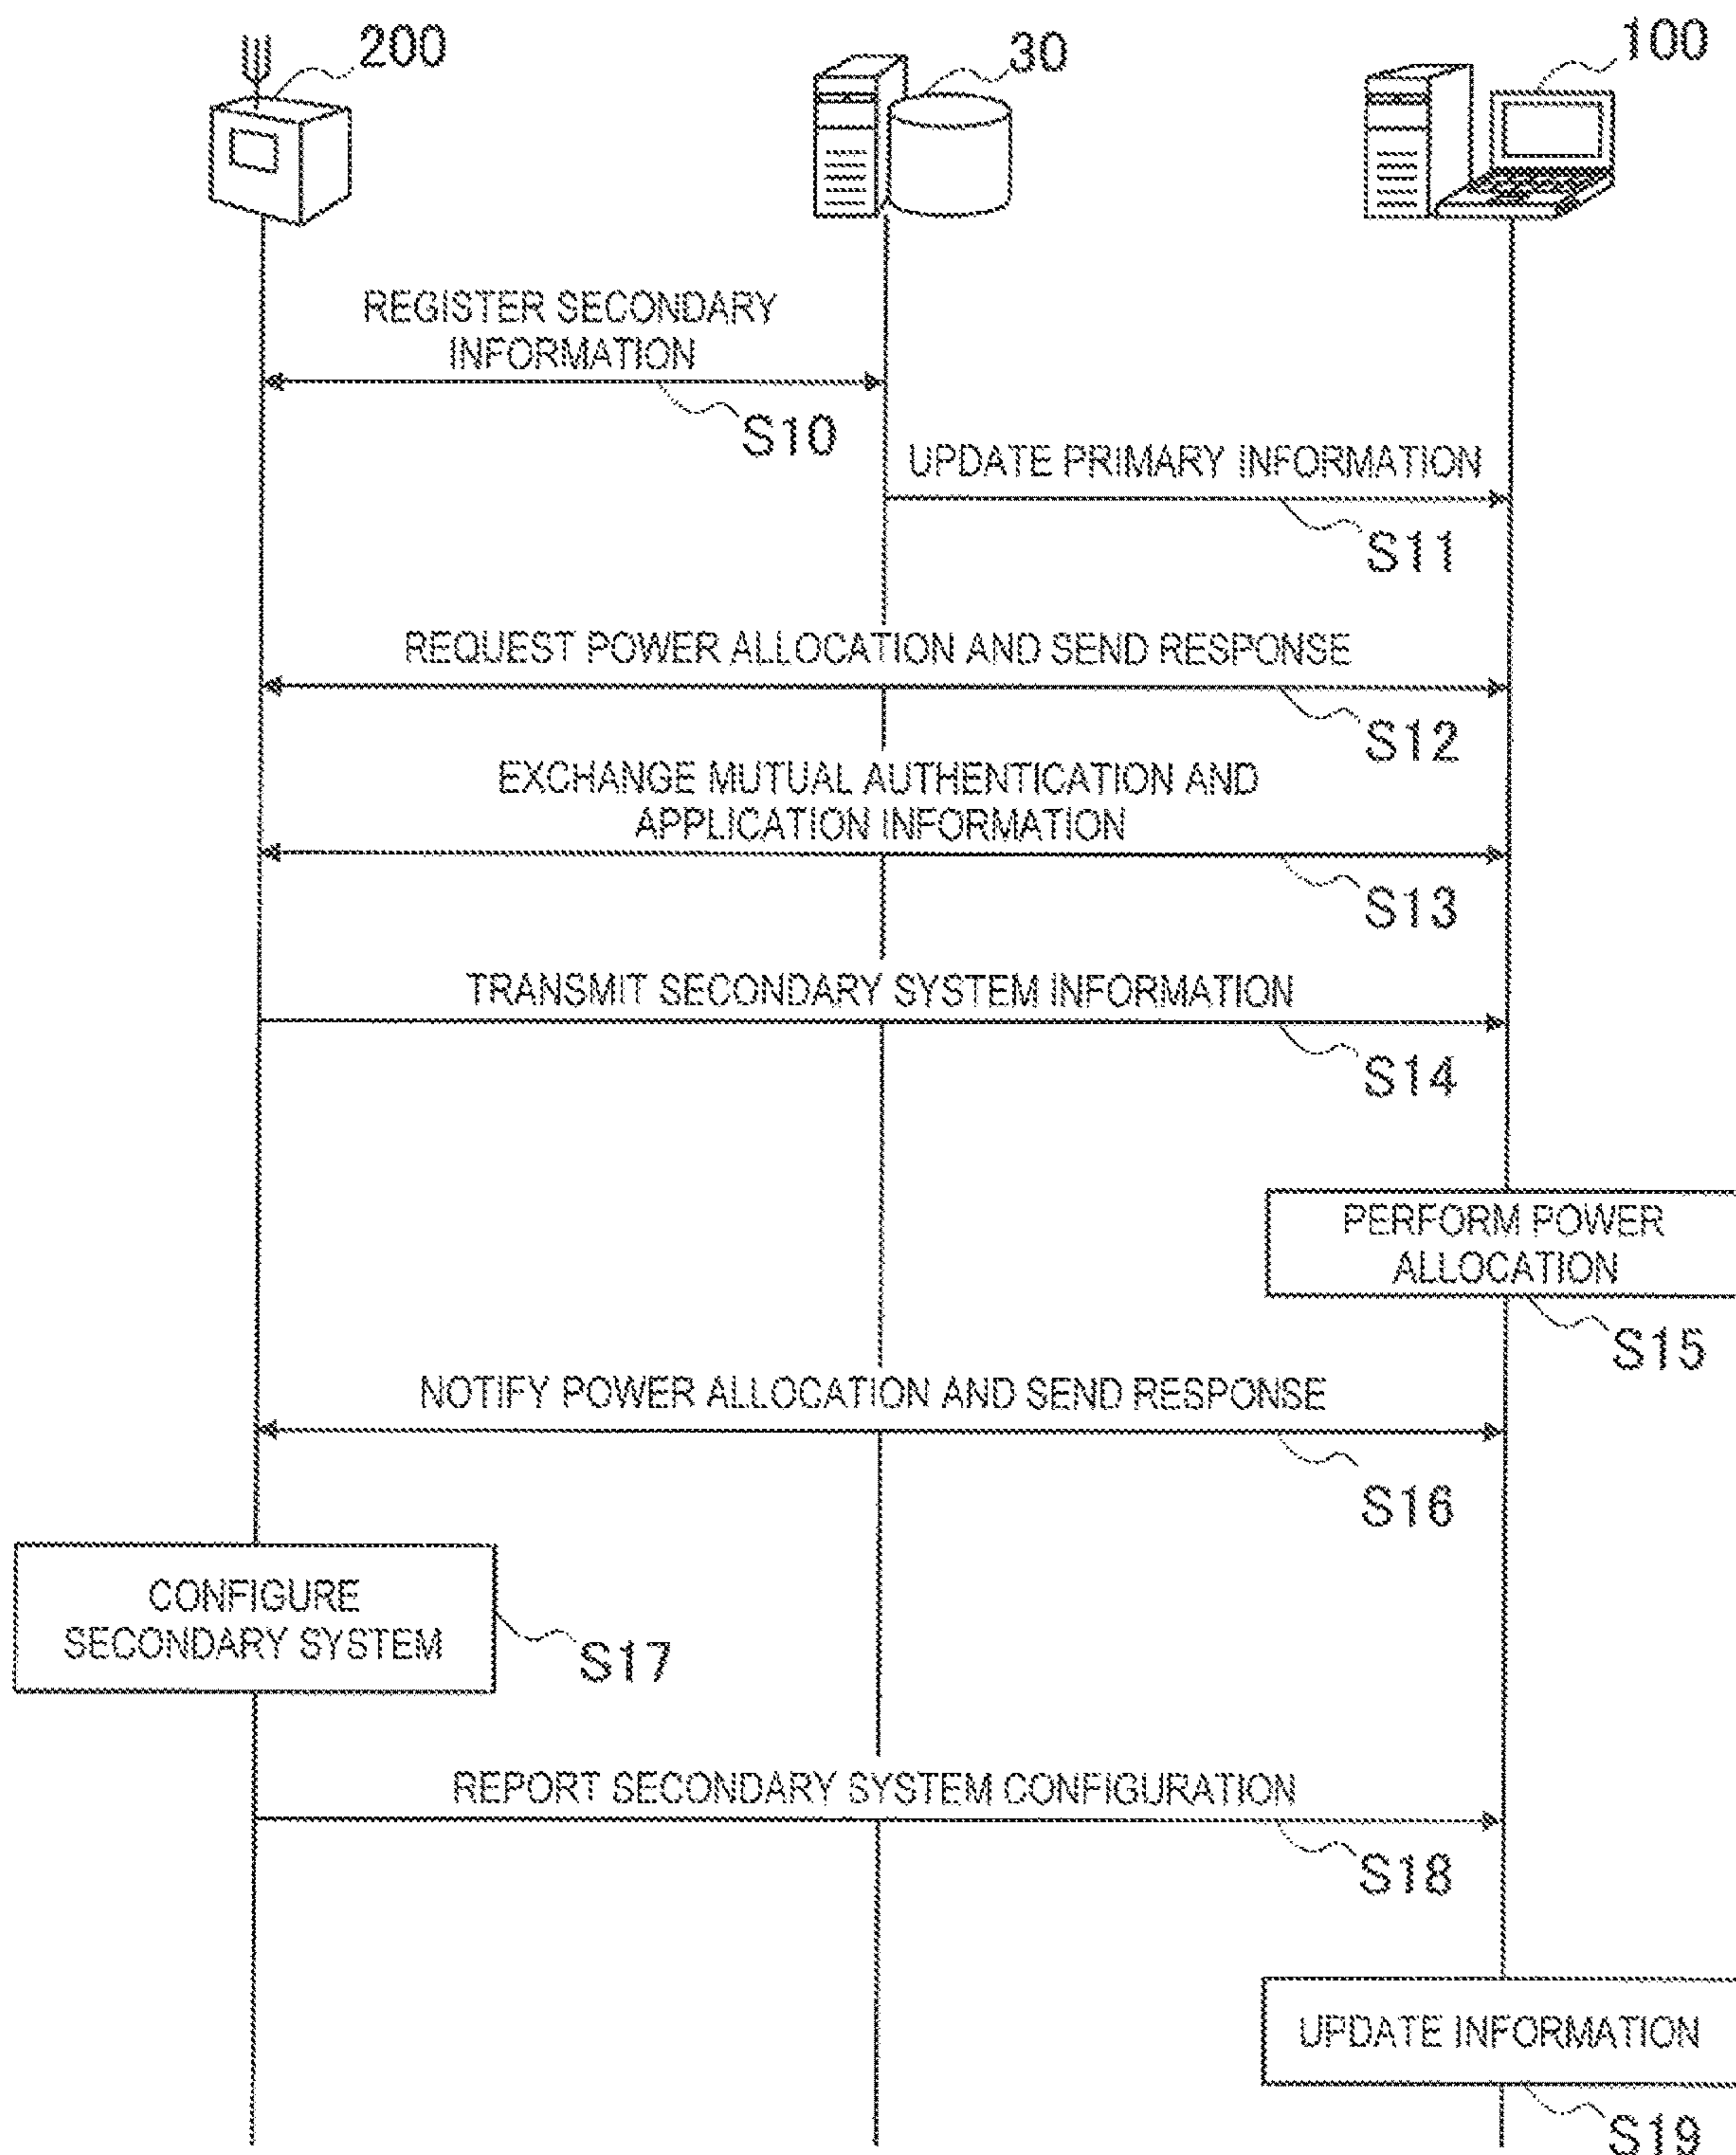 200
30
100
REGISTER SECONDARY
INFORMATION
S10
UPDATE PRIMARY INFORMATION
S11
REQUEST POWER ALLOCATION AND SEND RESPONSE
S12
EXCHANGE MUTUAL AUTHENTICATION AND
APPLICATION INFORMATION
S13
TRANSMIT SECONDARY SYSTEM INFORMATION
S14
PERFORM POWER
ALLOCATION
S15
NOTIFY POWER ALLOCATION AND SEND RESPONSE
S16
CONFIGURE
SECONDARY SYSTEM
S17
REPORT SECONDARY SYSTEM CONFIGURATION
S18
UPDATE INFORMATION
S19